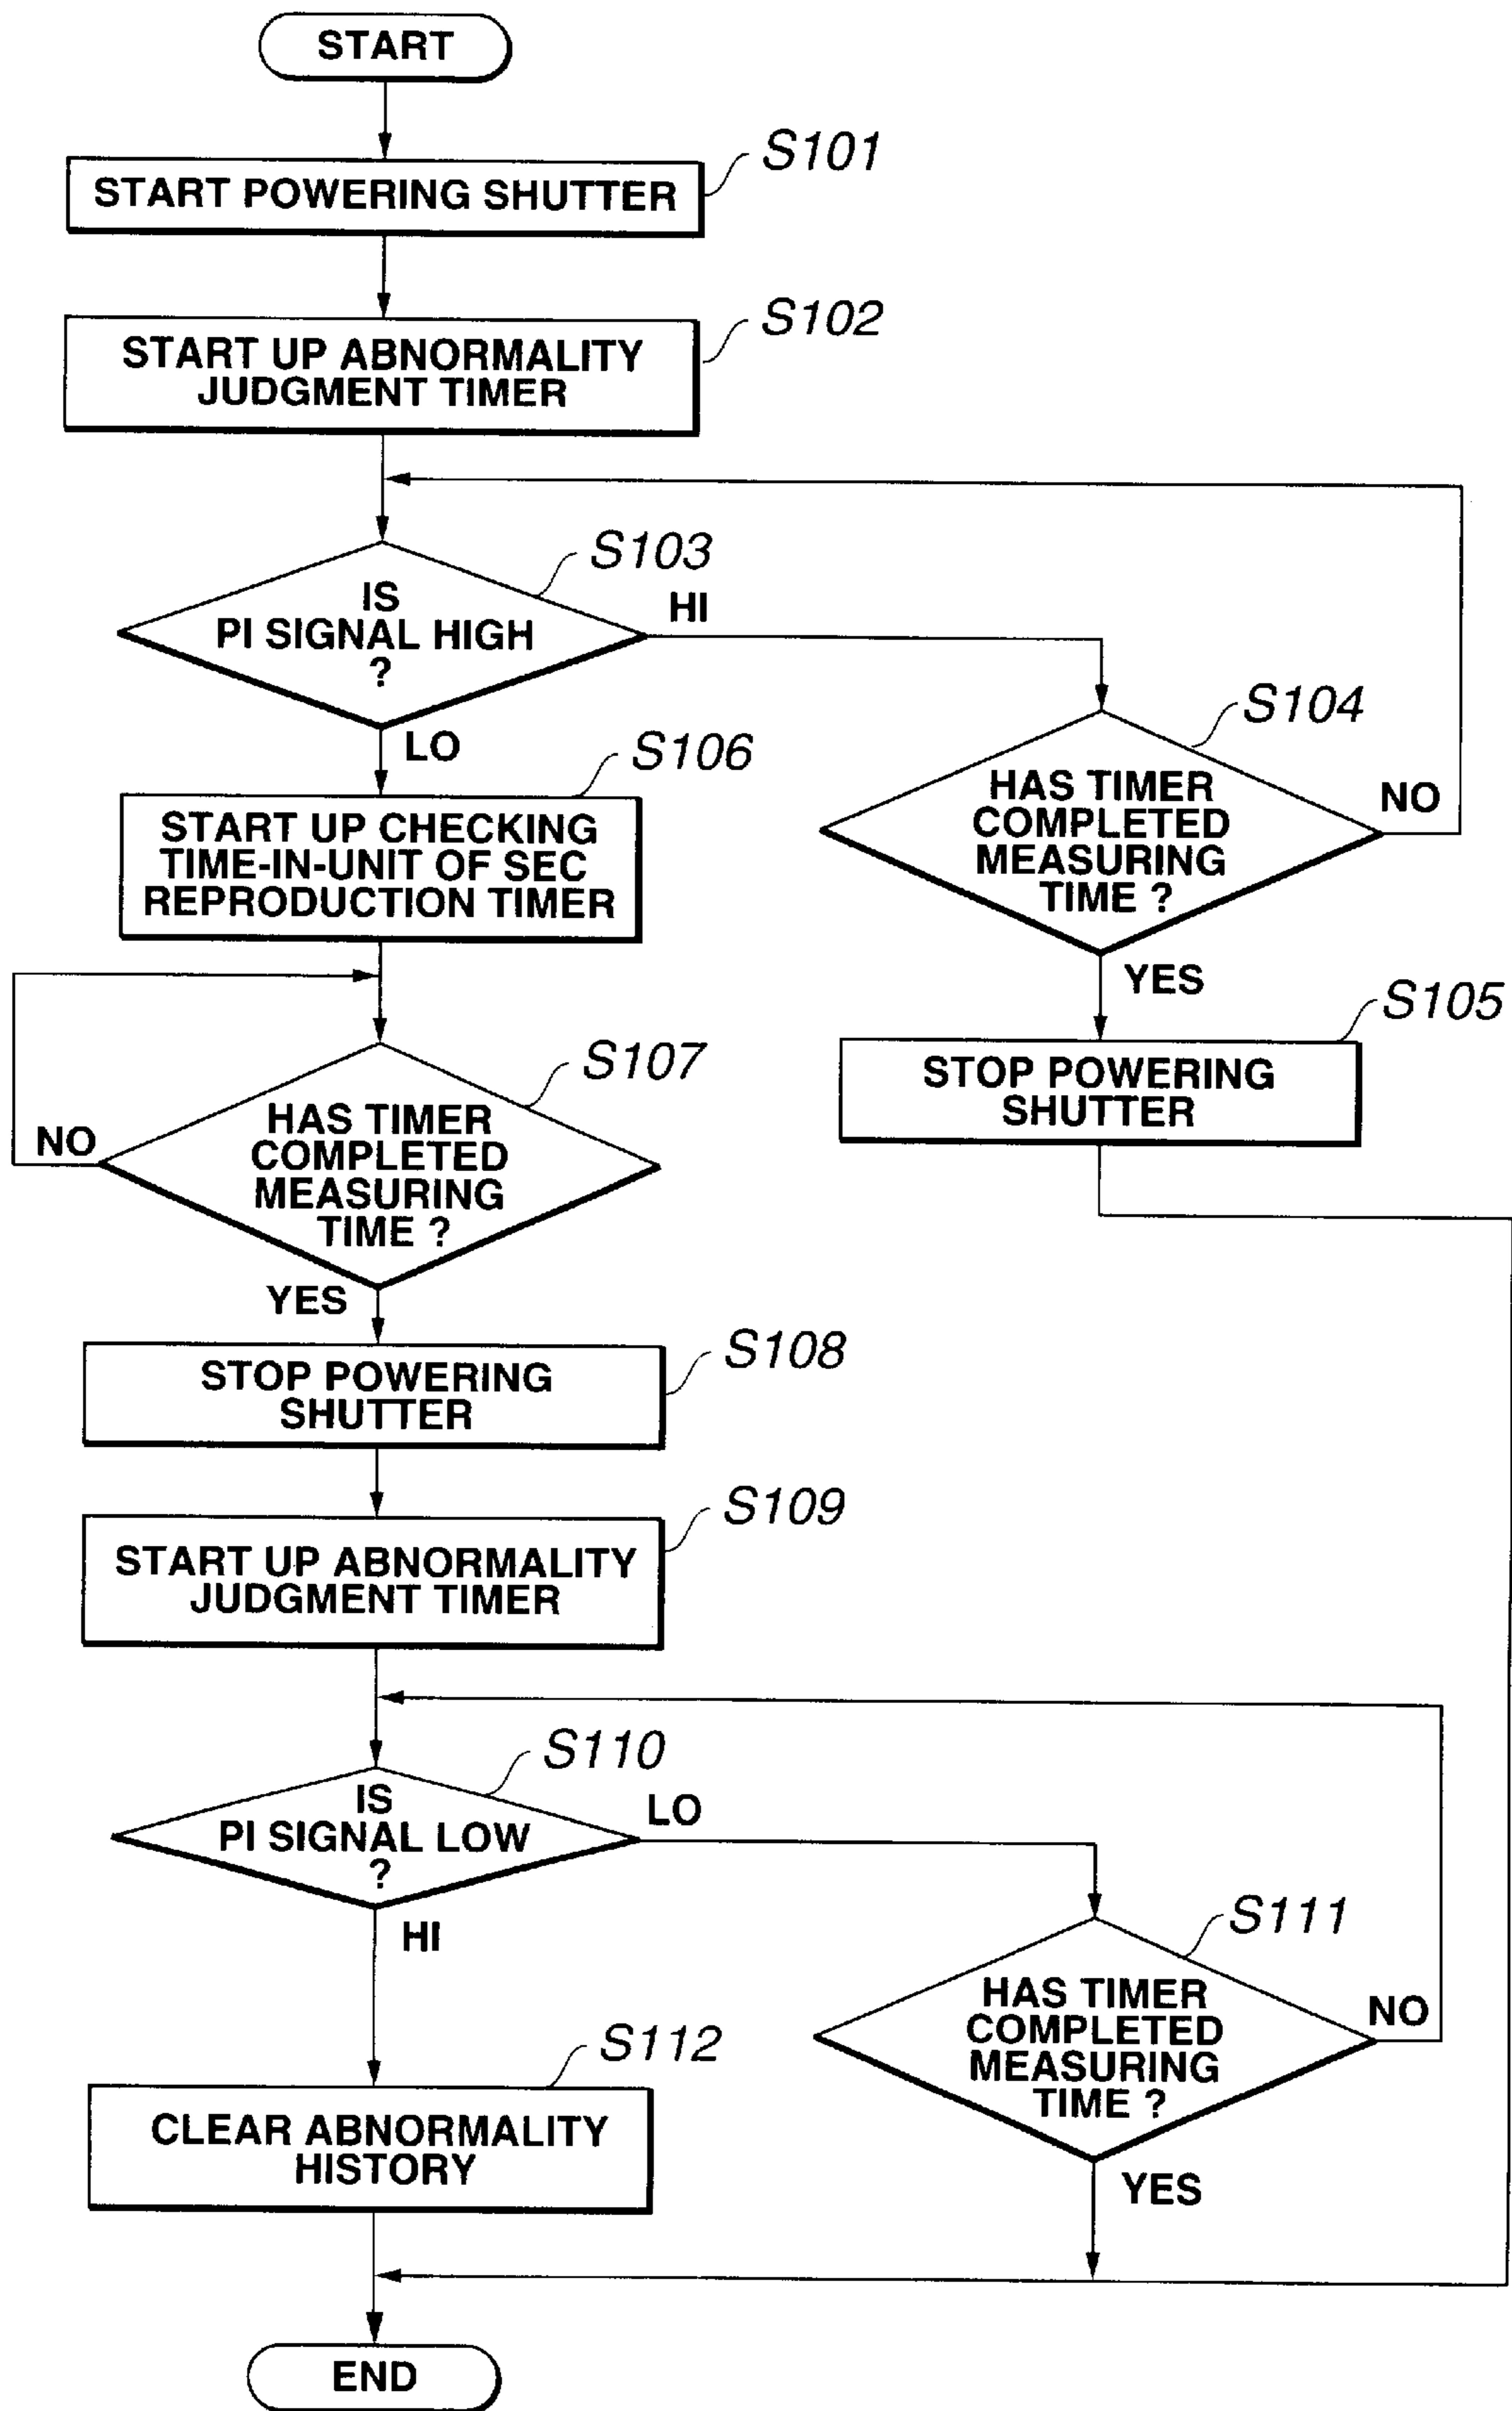 START
S101
START POWERING SHUTTER
S102
START UP ABNORMALITY
JUDGMENT TIMER
S103
IS
PI SIGNAL HIGH
?
HI
LO
S104
HAS TIMER
COMPLETED
MEASURING
TIME ?
NO
YES
S105
STOP POWERING
SHUTTER
S106
START UP CHECKING
TIME-IN-UNIT OF SEC
REPRODUCTION TIMER
S107
HAS TIMER
COMPLETED
MEASURING
TIME ?
NO
YES
S108
STOP POWERING
SHUTTER
S109
START UP ABNORMALITY
JUDGMENT TIMER
S110
IS
PI SIGNAL LOW
?
LO
HI
S111
HAS TIMER
COMPLETED
MEASURING
TIME ?
NO
YES
S112
CLEAR ABNORMALITY
HISTORY
END